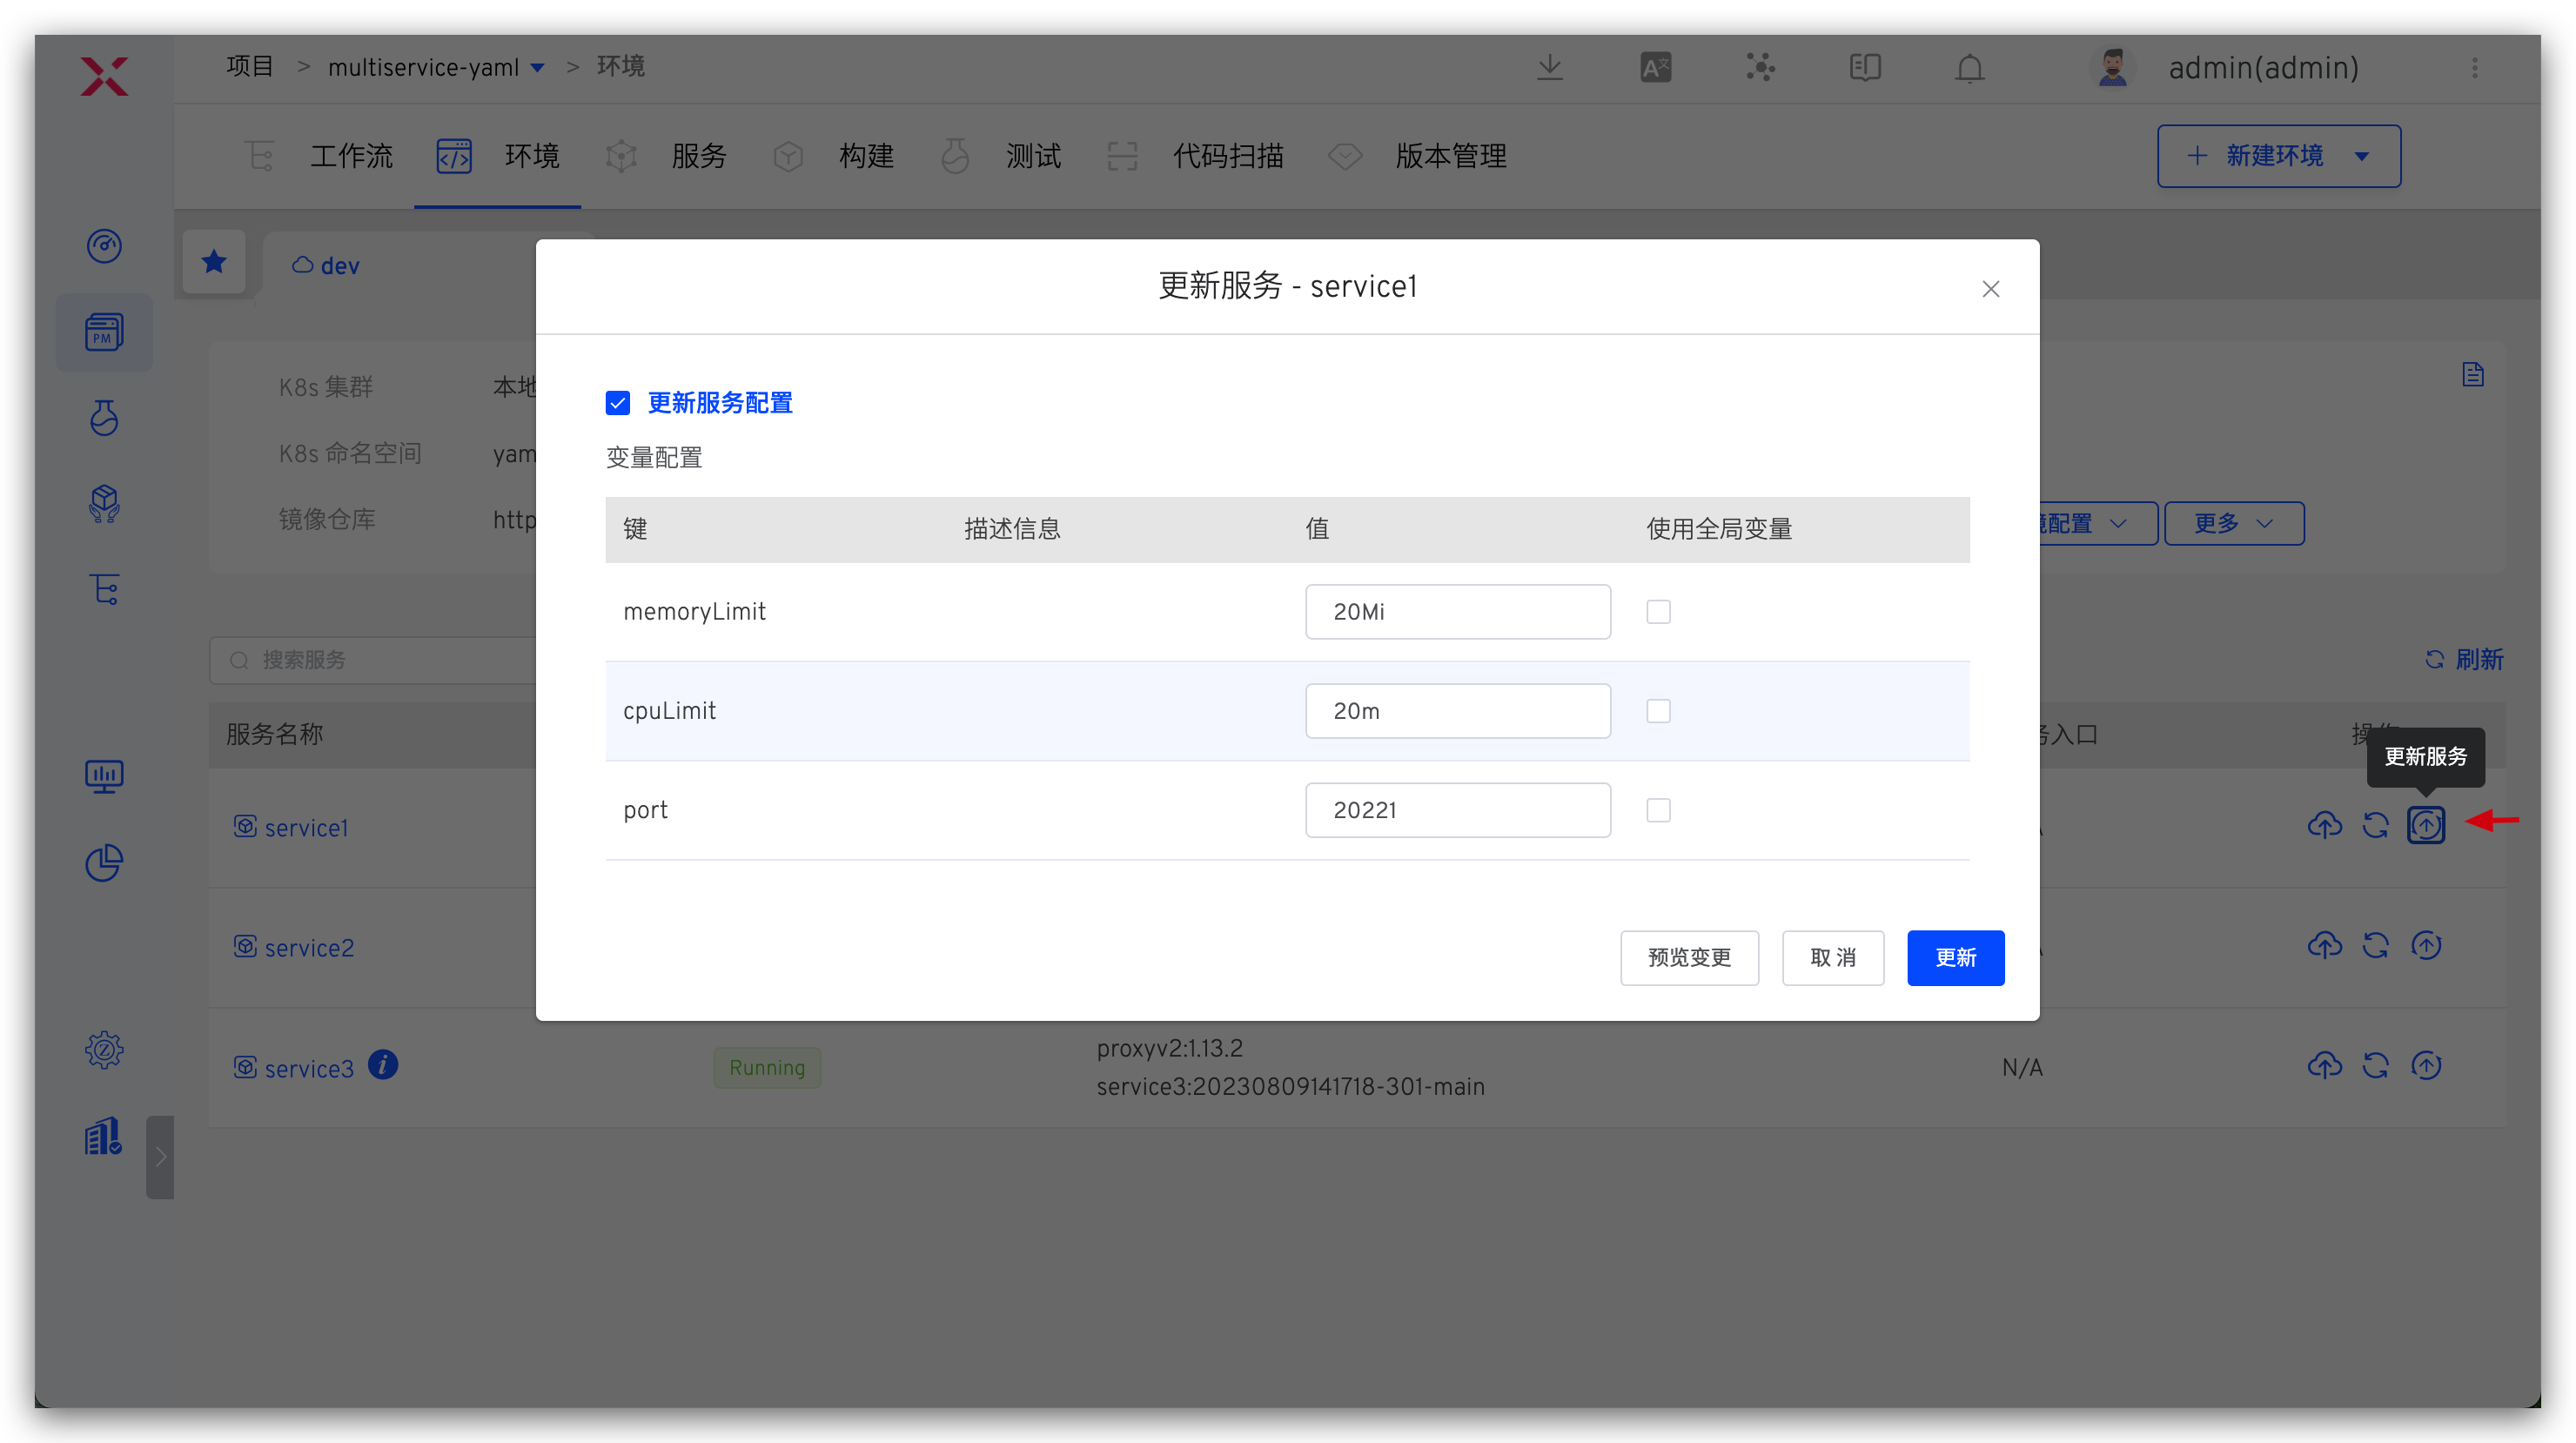 项目 > multiservice-yaml > 环境
admin(admin)
工作流 环境 服务 构建 测试 代码扫描 版本管理 新建环境
PM
dev
更新服务 - service1
K8s 集群 本地
K8s 命名空间 yam
镜像仓库 http
更新服务配置
变量配置
键 描述信息 值 使用全局变量
memoryLimit 20Mi
cpuLimit 20m
port 20221
配置 更多
搜索服务 刷新
服务名称 入口
更新服务
service1
service2
预览变更 取消 更新
service3 Running proxyv2:1.13.2 N/A
service3:20230809141718-301-main